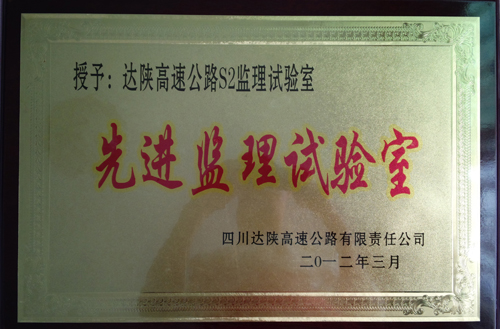 授予：达陕高速公路S2监理试验室
先进监理试验室
四川达陕高速公路有限责任公司
二0一二年三月